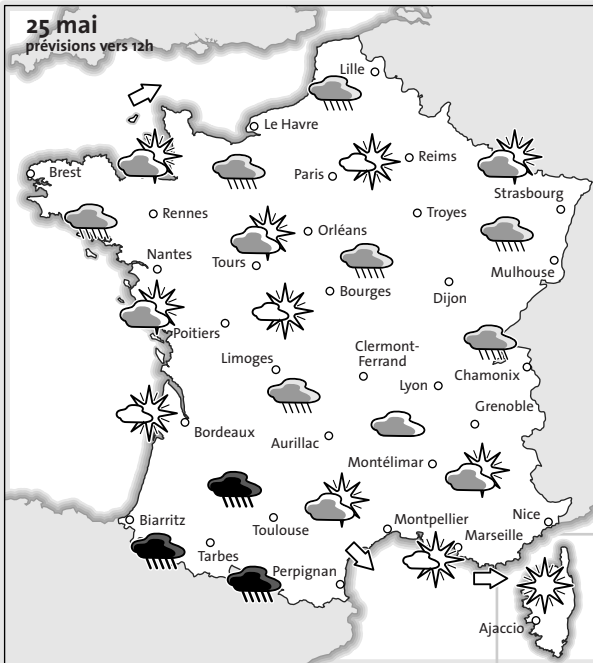 25 mai
prévisions vers 12h
Lille
Le Havre
Reims
Paris
Brest
Strasbourg
Rennes
Troyes
Orléans
Nantes
Tours
Mulhouse
Bourges
Dijon
Poitiers
Clermont-
Ferrand
Limoges
Chamonix
Lyon
Grenoble
Bordeaux
Aurillac
Montélimar
Biarritz
Toulouse
Montpellier
Nice
Marseille
Tarbes
Perpignan
Ajaccio